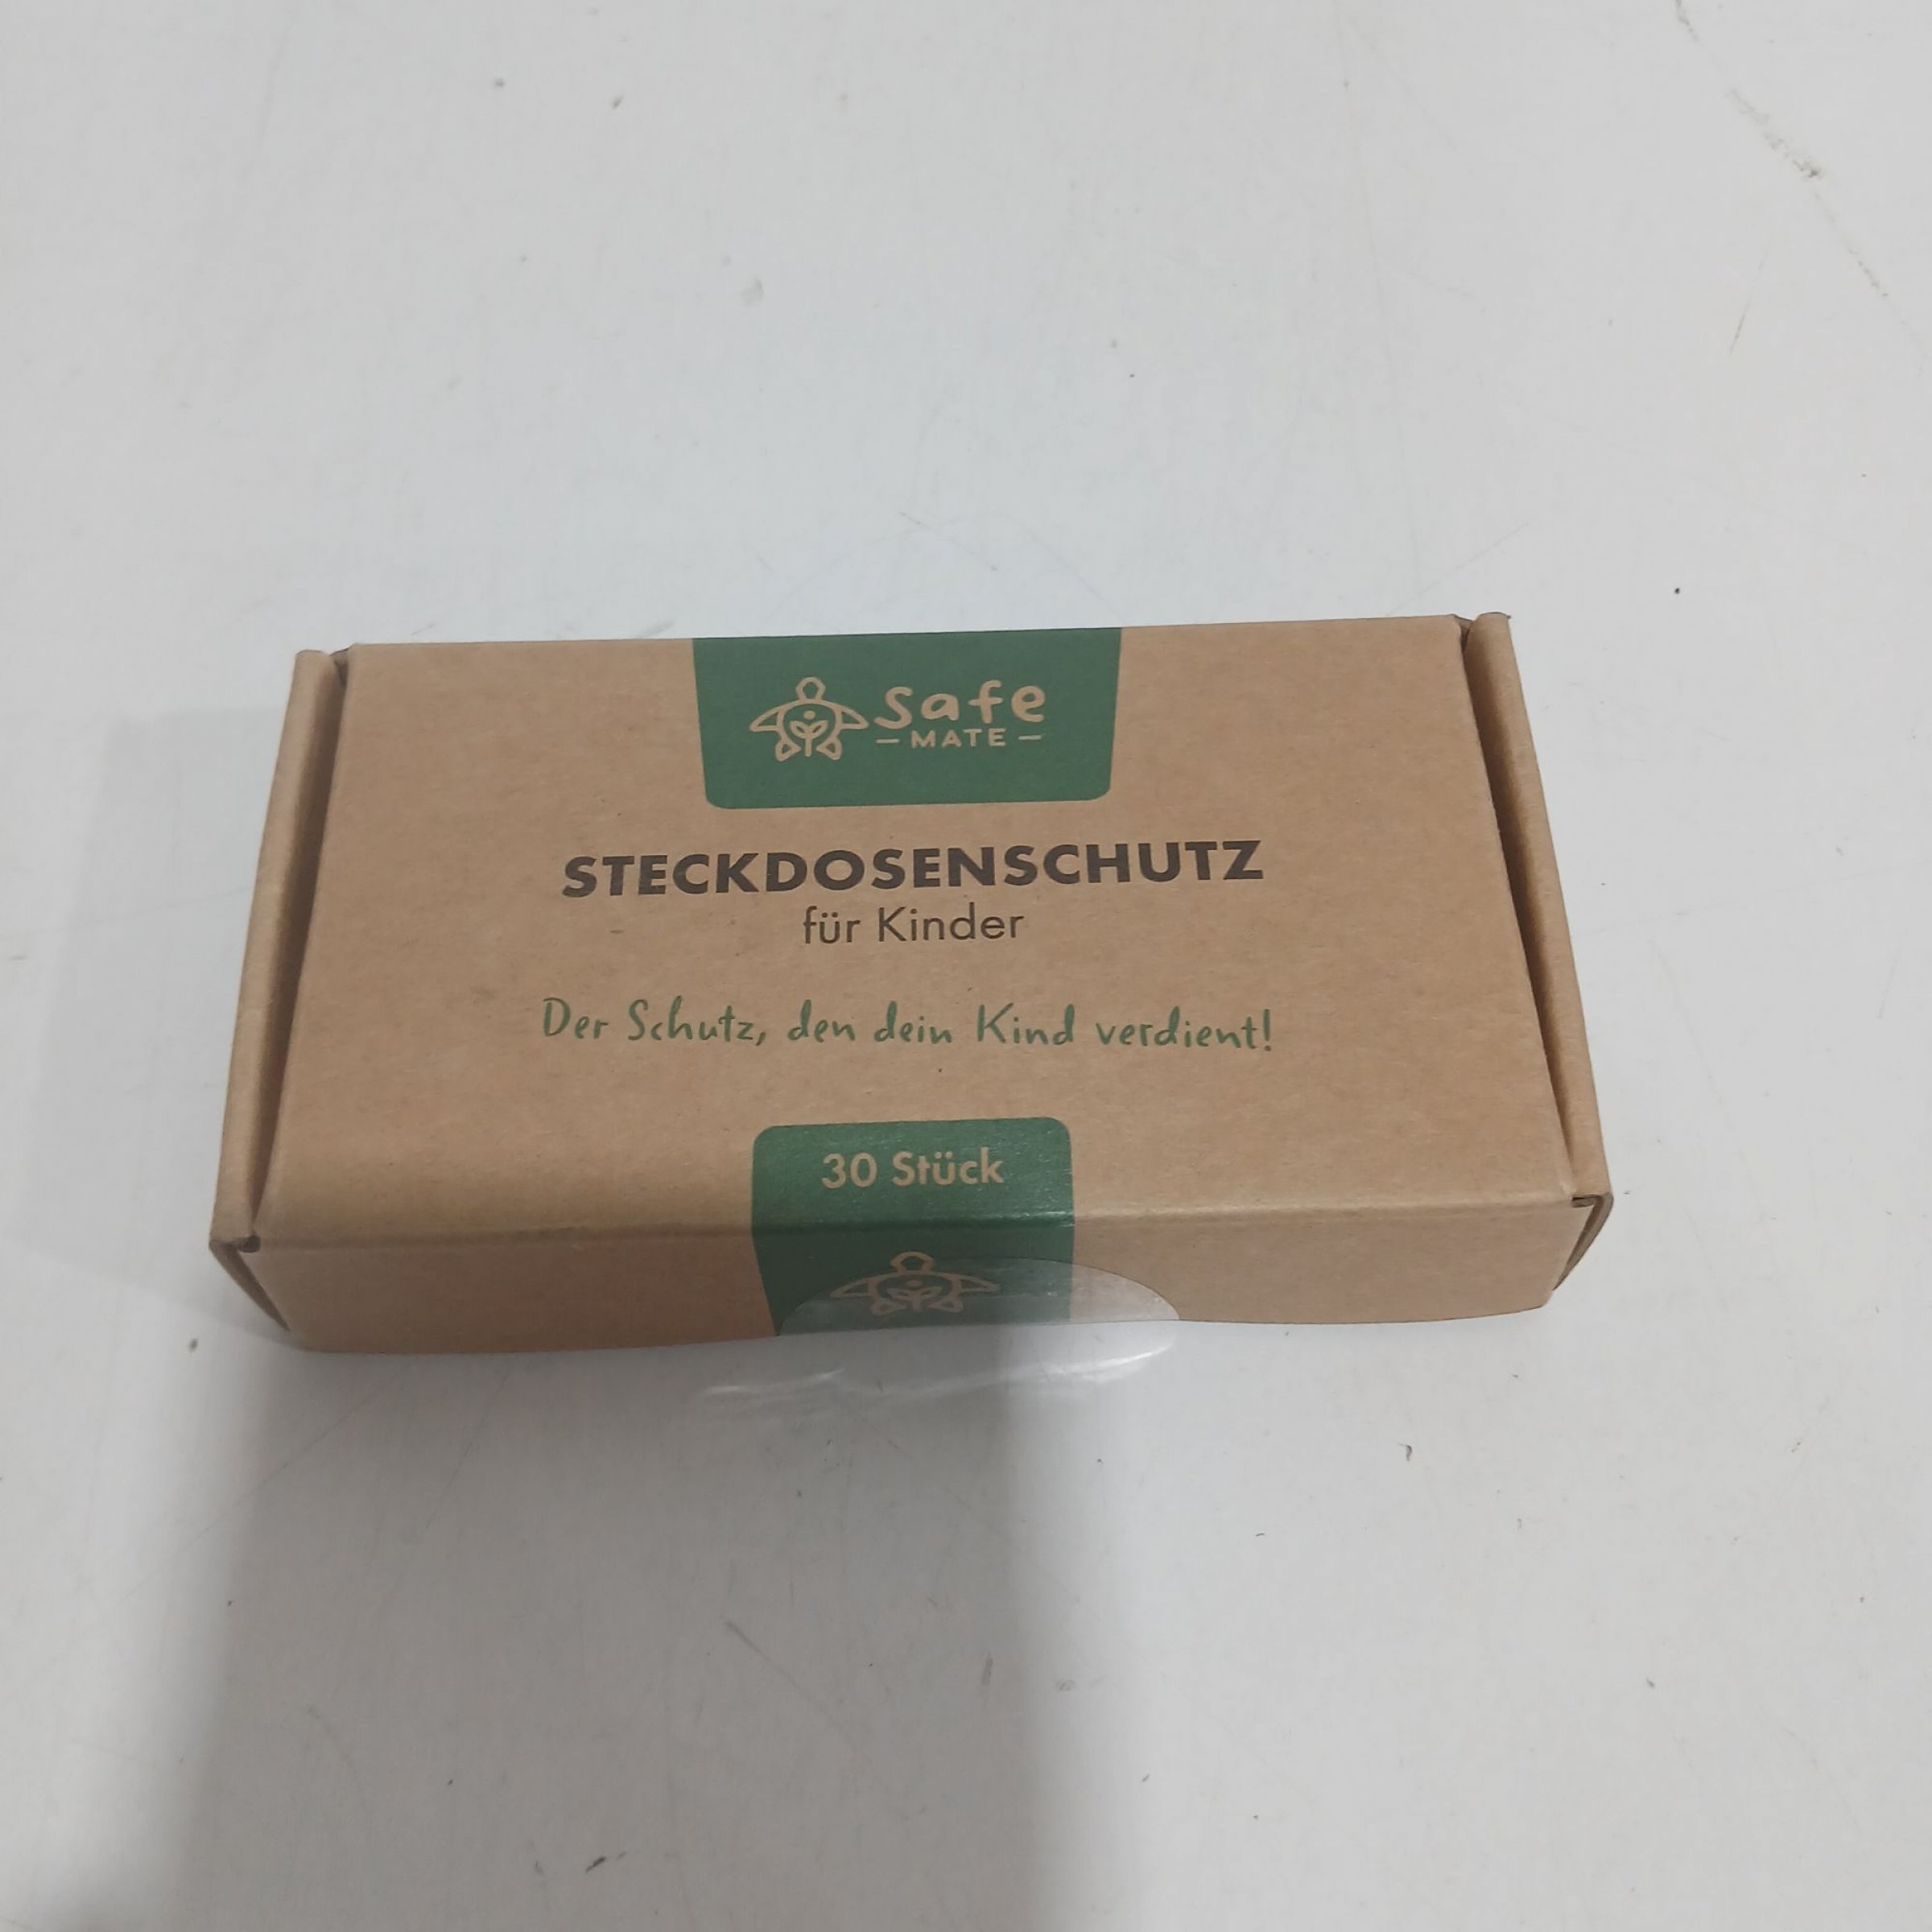 Safe
MATE
STECKDOSENSCHUTZ
für Kinder
Der Schutz, den dein Kind verdient!
30 Stück